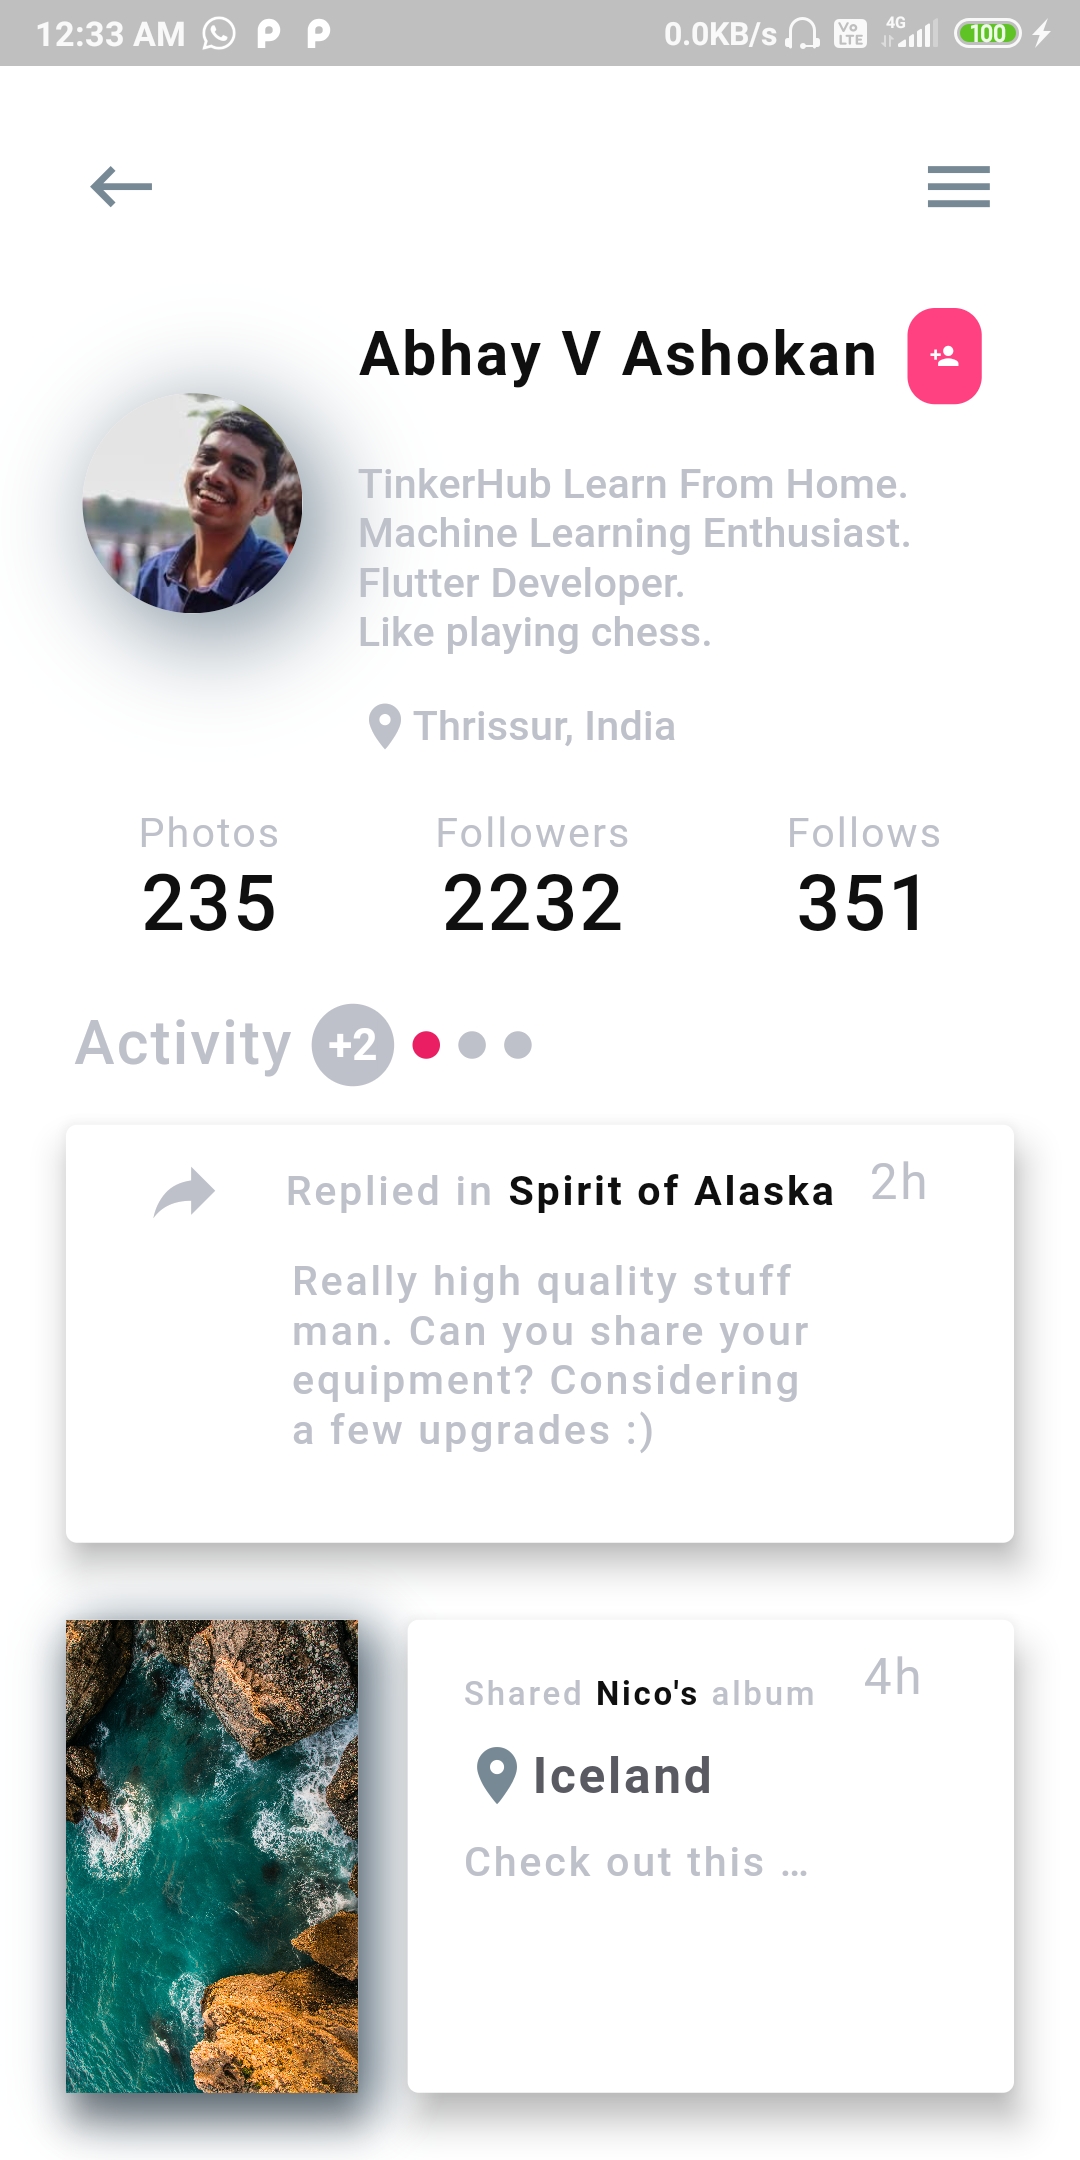 12:33 AM 0.0KB/s Vo LTE 4G 100
Abhay V Ashokan
TinkerHub Learn From Home.
Machine Learning Enthusiast.
Flutter Developer.
Like playing chess.
Thrissur, India
Photos Followers Follows
235 2232 351
Activity +2
Replied in Spirit of Alaska 2h
Really high quality stuff
man. Can you share your
equipment? Considering
a few upgrades :)
Shared Nico's album 4h
Iceland
Check out this ...